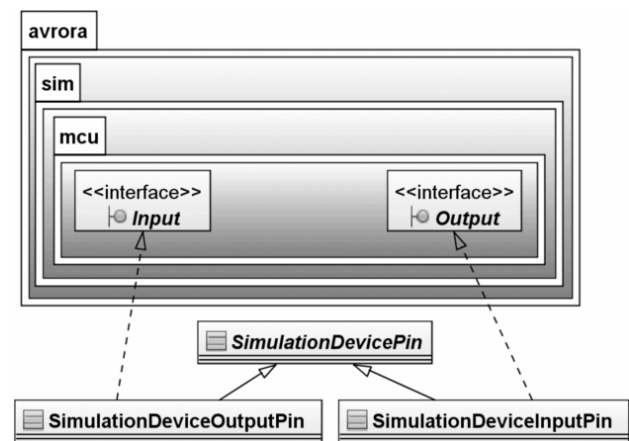 avrora
sim
mcu
<<interface>> <<interface>>
Input Output
SimulationDevicePin
SimulationDeviceOutputPin SimulationDeviceInputPin